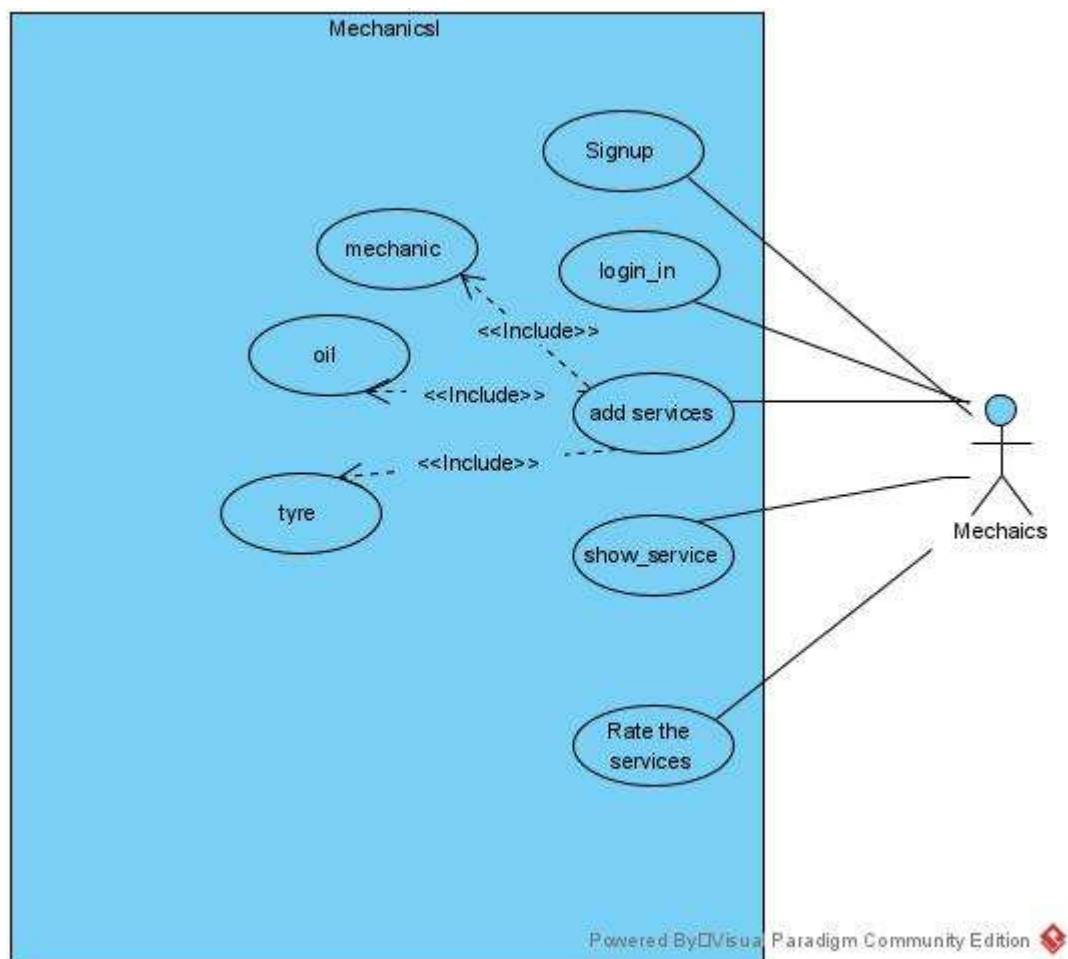 Mechanicsl
Signup
mechanic
login_in
<<Include>>
oil
<<Include>>
add services
<<Include>>
tyre
Mechaics
show_service
Rate the
services
Powered By□Visual Paradigm Community Edition